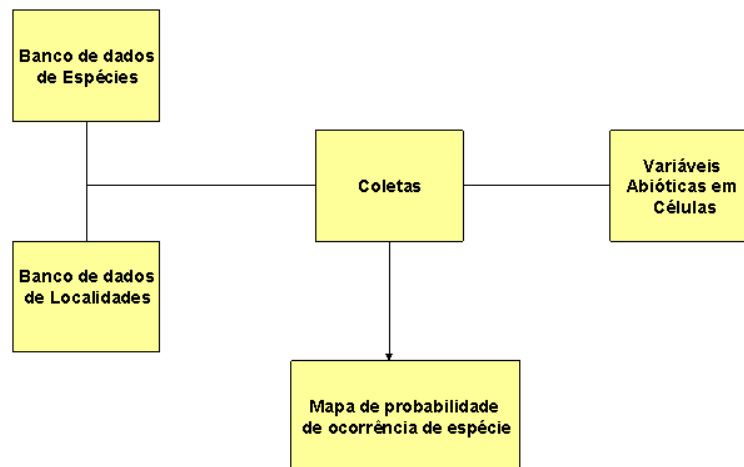 Banco de dados
de Espécies
Coletas
Variáveis
Abióticas em
Células
Banco de dados
de Localidades
Mapa de probabilidade
de ocorrência de espécie